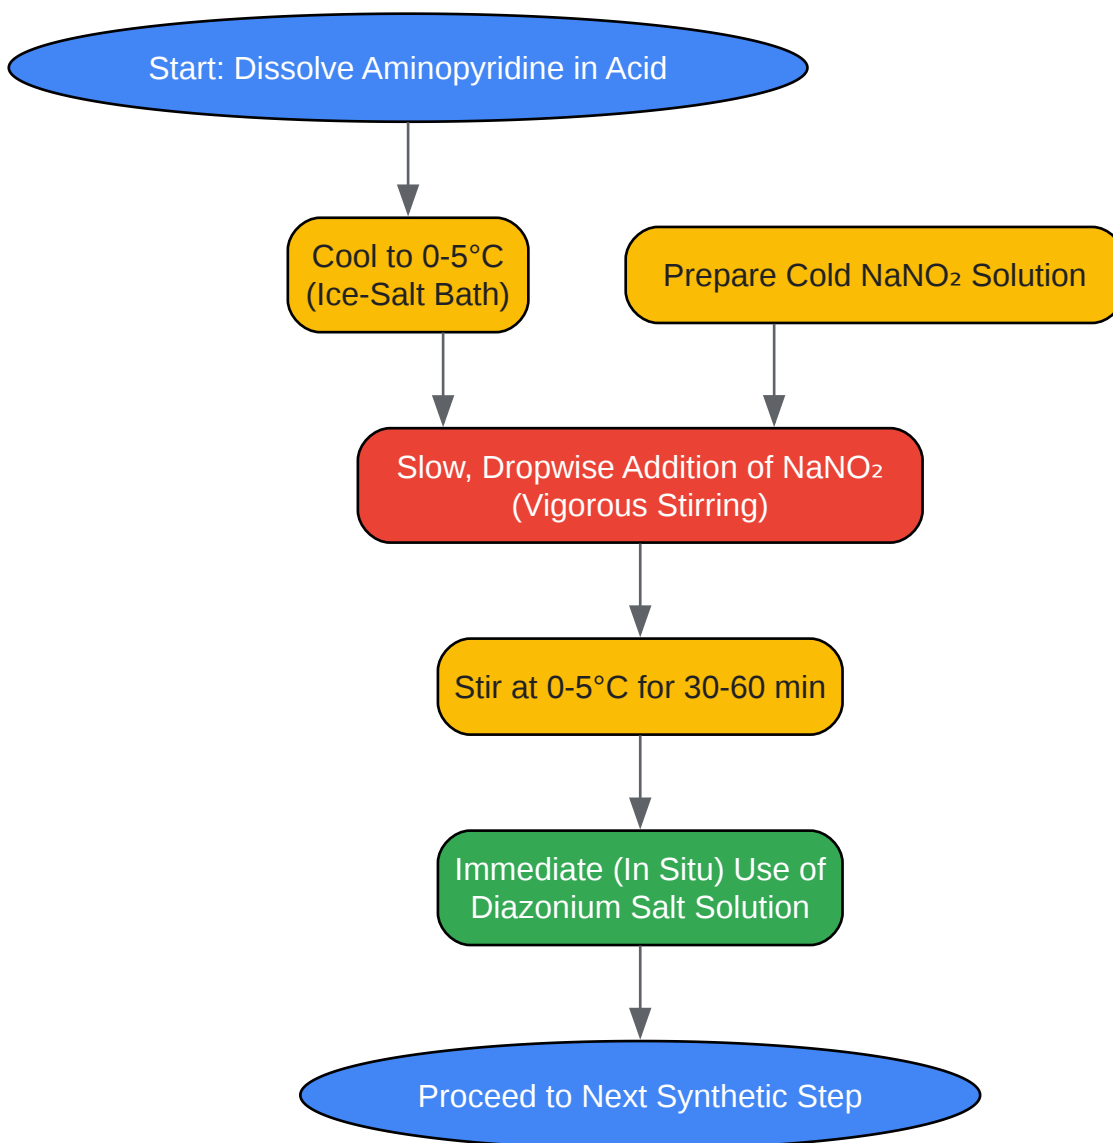 Start: Dissolve Aminopyridine in Acid
Cool to 0-5°C
(Ice-Salt Bath)
Prepare Cold NaNO₂ Solution
Slow, Dropwise Addition of NaNO₂
(Vigorous Stirring)
Stir at 0-5°C for 30-60 min
Immediate (In Situ) Use of
Diazonium Salt Solution
Proceed to Next Synthetic Step